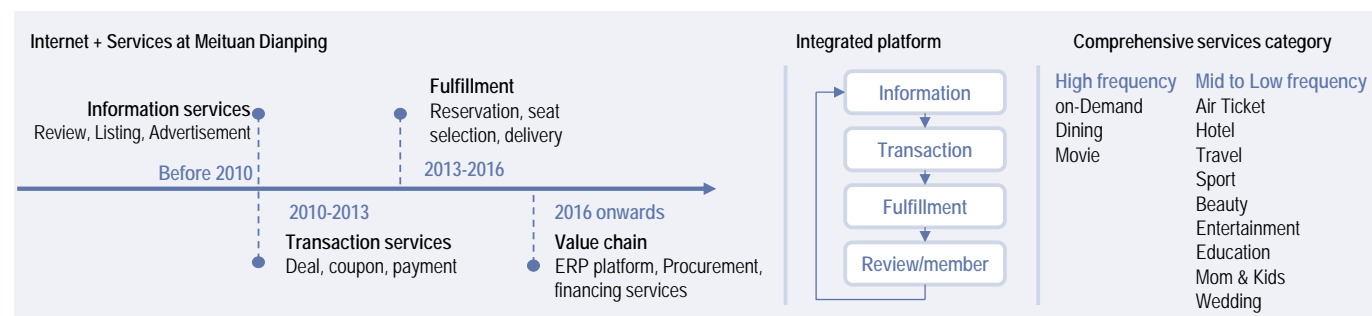 Internet + Services at Meituan Dianping
Information services
Review, Listing, Advertisement
Before 2010
Fulfillment
Reservation, seat
selection, delivery
2013-2016
2010-2013
Transaction services
Deal, coupon, payment
2016 onwards
Value chain
ERP platform, Procurement,
financing services
Integrated platform
Information
Transaction
Fulfillment
Review/member
Comprehensive services category
High frequency
on-Demand
Dining
Movie
Mid to Low frequency
Air Ticket
Hotel
Travel
Sport
Beauty
Entertainment
Education
Mom & Kids
Wedding